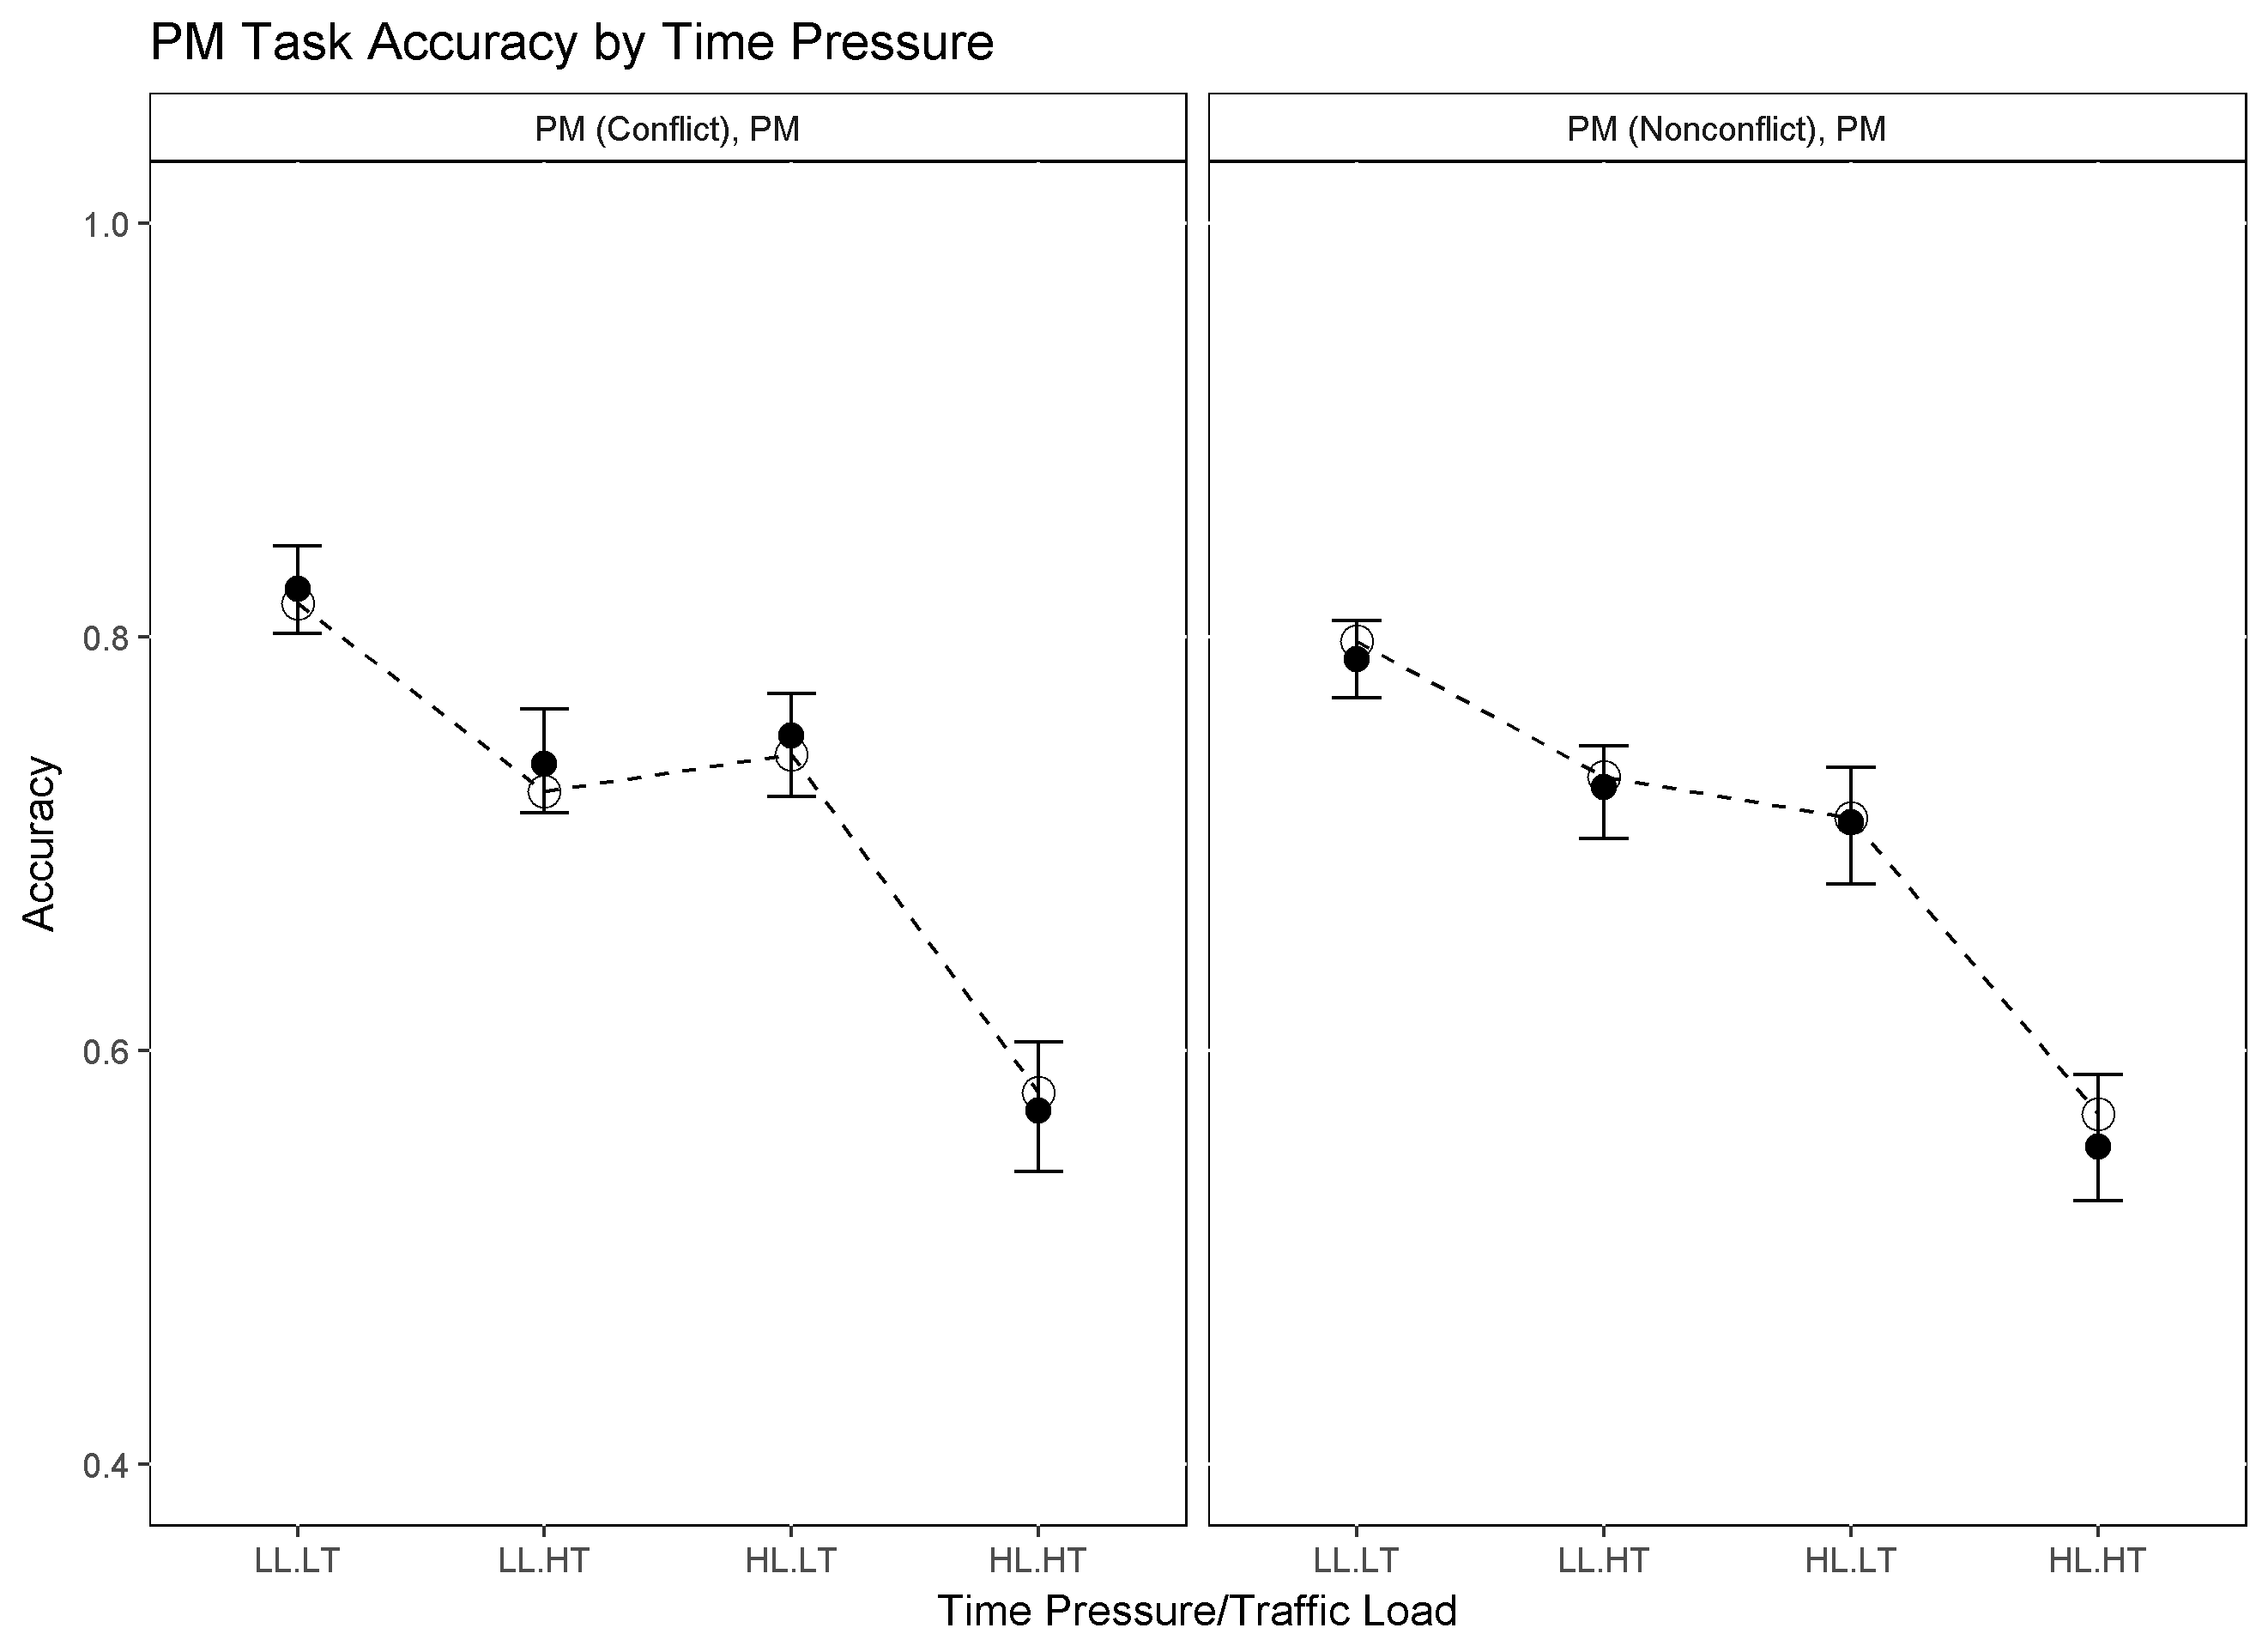 PM Task Accuracy by Time Pressure
PM (Conflict), PM
PM (Nonconflict), PM
1.0
0.8
0.6
0.4
Accuracy
LL.LT LL.HT HL.LT HL.HT
LL.LT LL.HT HL.LT HL.HT
Time Pressure/Traffic Load